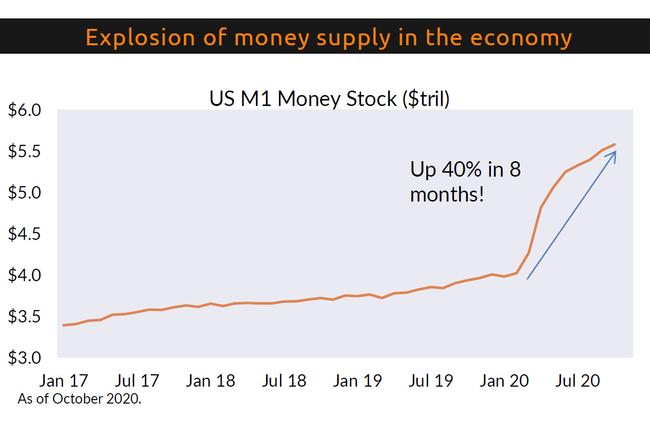 Explosion of money supply in the economy
US M1 Money Stock ($tril)
$6.0
$5.5
$5.0
$4.5
$4.0
$3.5
$3.0
Up 40% in 8
months!
Jan 17 Jul 17 Jan 18 Jul 18 Jan 19 Jul 19 Jan 20 Jul 20
As of October 2020.